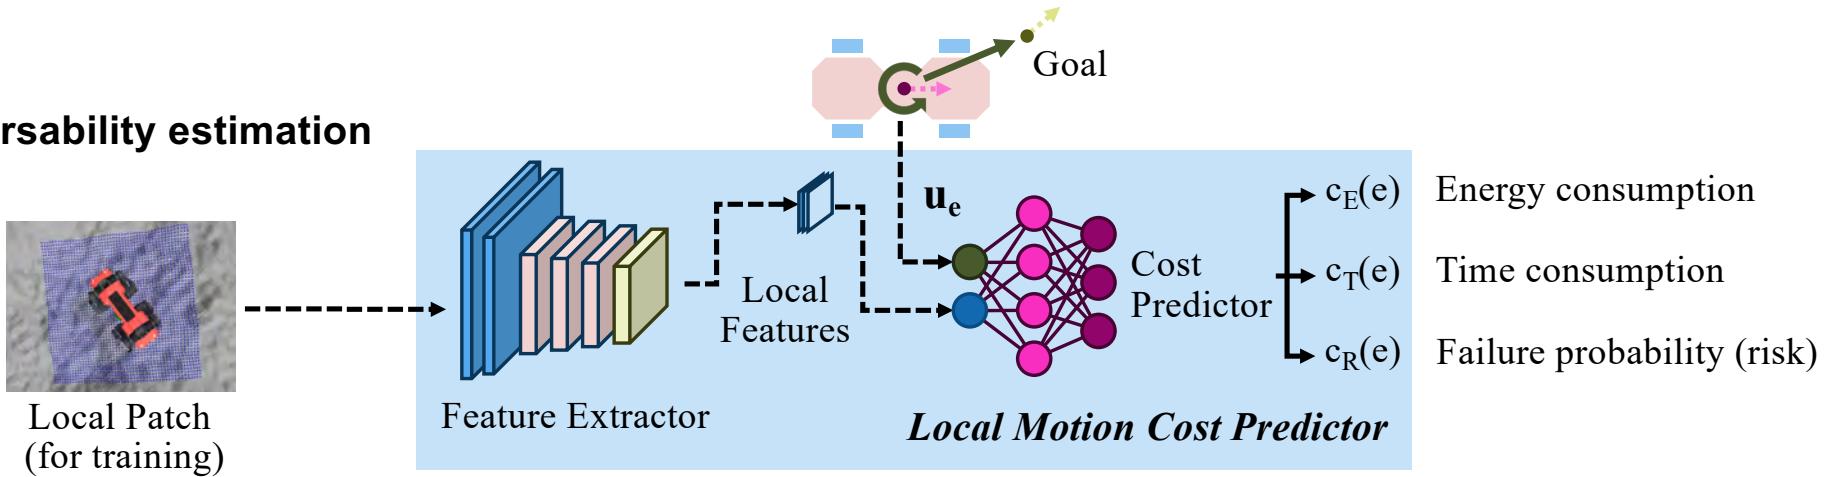 Goal
rsability estimation
u_e
c_E(e) Energy consumption
Cost
Predictor
c_T(e) Time consumption
Local
Features
c_R(e) Failure probability (risk)
Feature Extractor
Local Motion Cost Predictor
Local Patch
(for training)